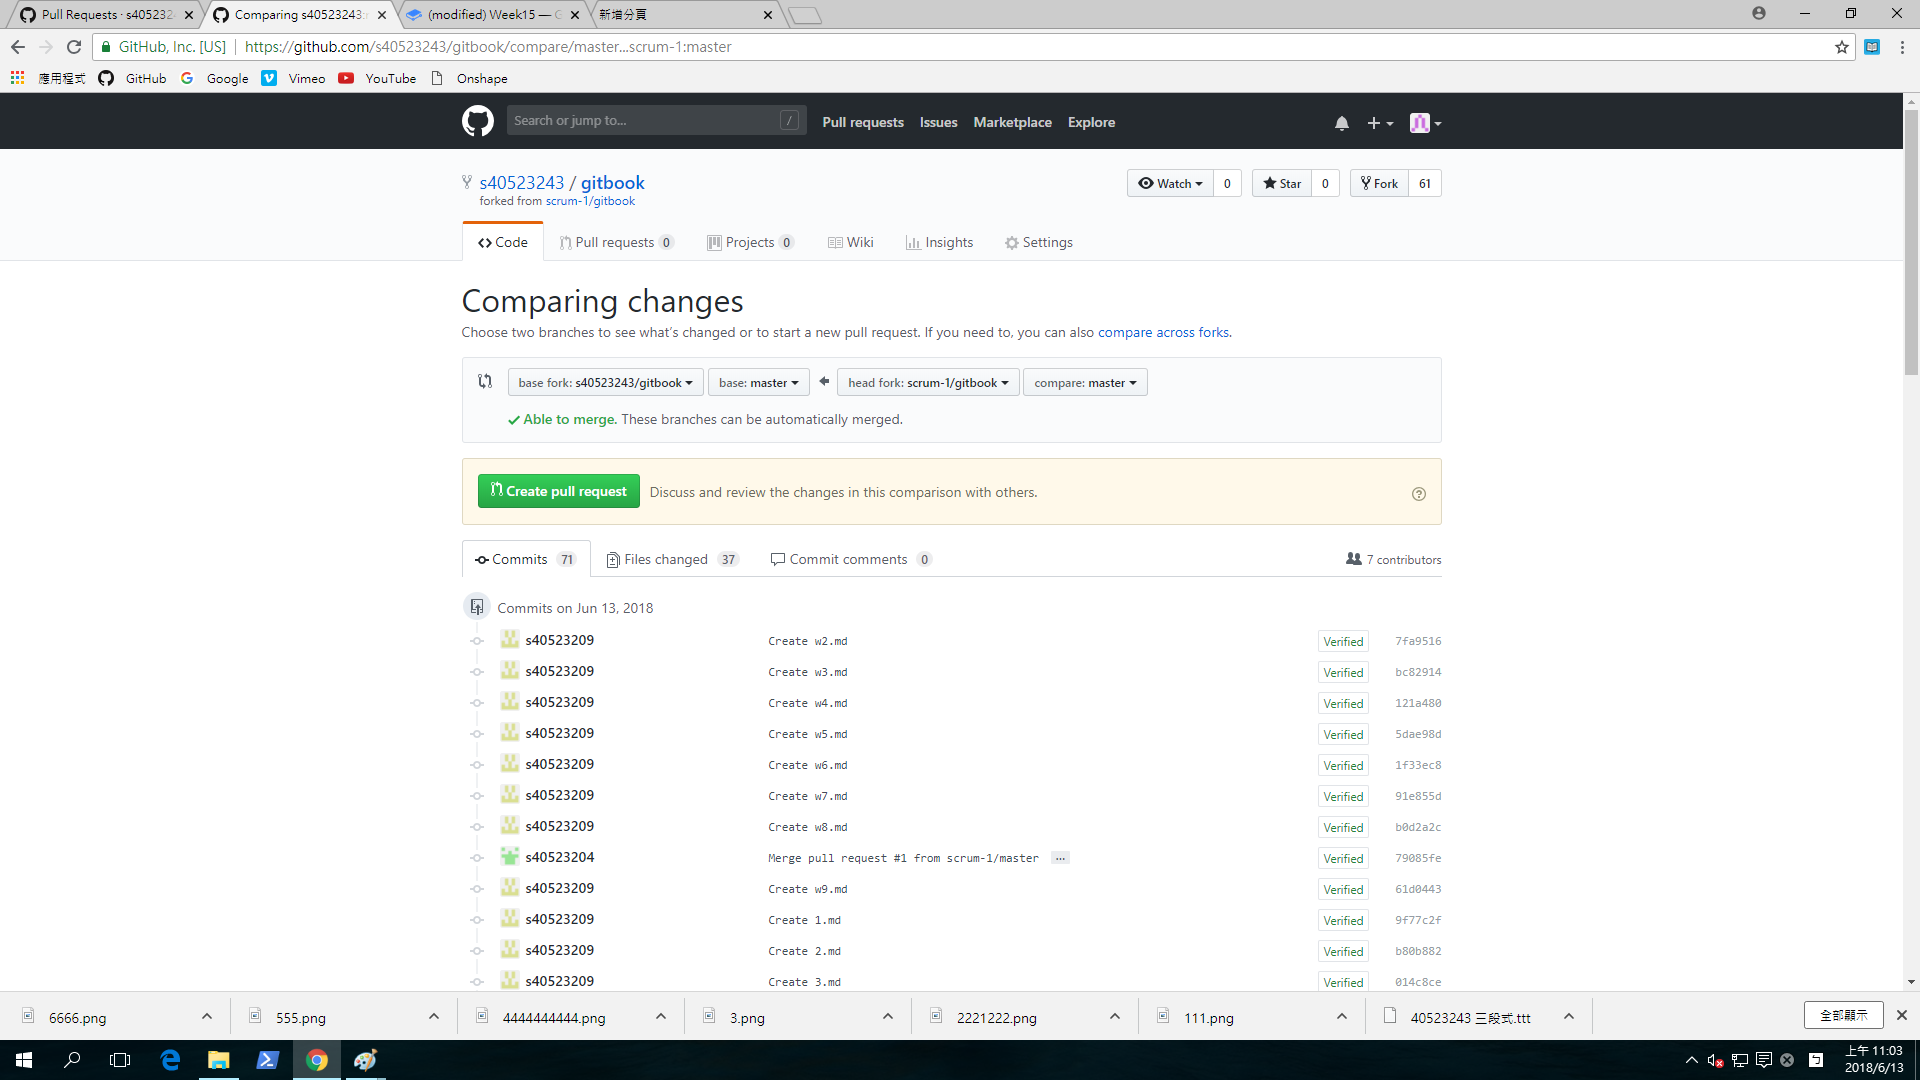 Pull Requests · s405232
Comparing s40523243:
(modified) Week15 — G
新增分頁
GitHub, Inc. [US]
https://github.com/s40523243/gitbook/compare/master...scrum-1:master
應用程式
GitHub
Google
Vimeo
YouTube
Onshape
Search or jump to...
/
Pull requests
Issues
Marketplace
Explore
s40523243 / gitbook
forked from scrum-1/gitbook
Watch 0
Star 0
Fork 61
Code
Pull requests 0
Projects 0
Wiki
Insights
Settings
Comparing changes
Choose two branches to see what's changed or to start a new pull request. If you need to, you can also compare across forks.
base fork: s40523243/gitbook
base: master
head fork: scrum-1/gitbook
compare: master
Able to merge. These branches can be automatically merged.
Create pull request
Discuss and review the changes in this comparison with others.
Commits 71
Files changed 37
Commit comments 0
7 contributors
Commits on Jun 13, 2018
s40523209 Create w2.md Verified 7fa9516
s40523209 Create w3.md Verified bc82914
s40523209 Create w4.md Verified 121a480
s40523209 Create w5.md Verified 5dae98d
s40523209 Create w6.md Verified 1f33ec8
s40523209 Create w7.md Verified 91e855d
s40523209 Create w8.md Verified b0d2a2c
s40523204 Merge pull request #1 from scrum-1/master ... Verified 79085fe
s40523209 Create w9.md Verified 61d0443
s40523209 Create 1.md Verified 9f77c2f
s40523209 Create 2.md Verified b80b882
s40523209 Create 3.md Verified 014c8ce
6666.png
555.png
4444444444.png
3.png
2221222.png
111.png
40523243 三段式.ttt
全部顯示
上午 11:03
2018/6/13